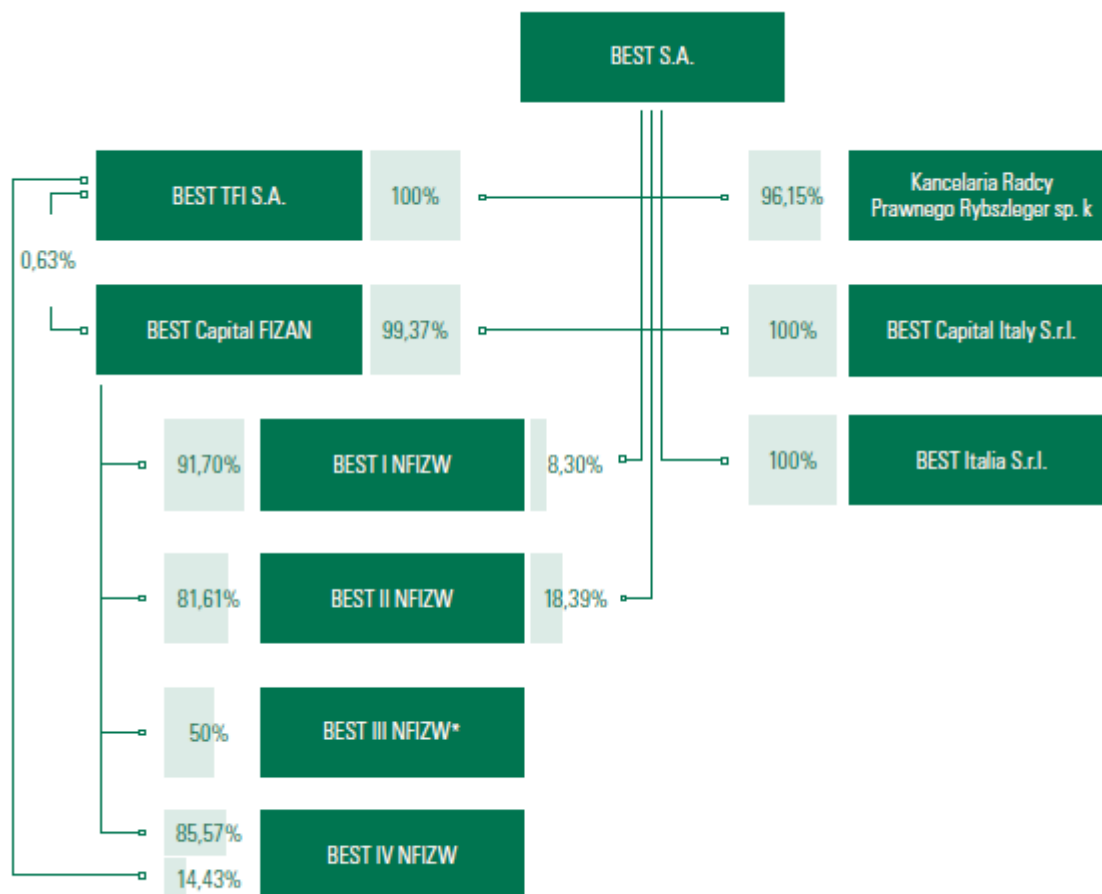 BEST S.A.
BEST TFI S.A.
100%
96,15%
Kancelaria Radcy
Prawnego Rybszleger sp. k
0,63%
BEST Capital FIZAN
99,37%
100%
BEST Capital Italy S.r.l.
91,70%
BEST I NFIZW
8,30%
100%
BEST Italia S.r.l.
81,61%
BEST II NFIZW
18,39%
50%
BEST III NFIZW*
85,57%
BEST IV NFIZW
14,43%